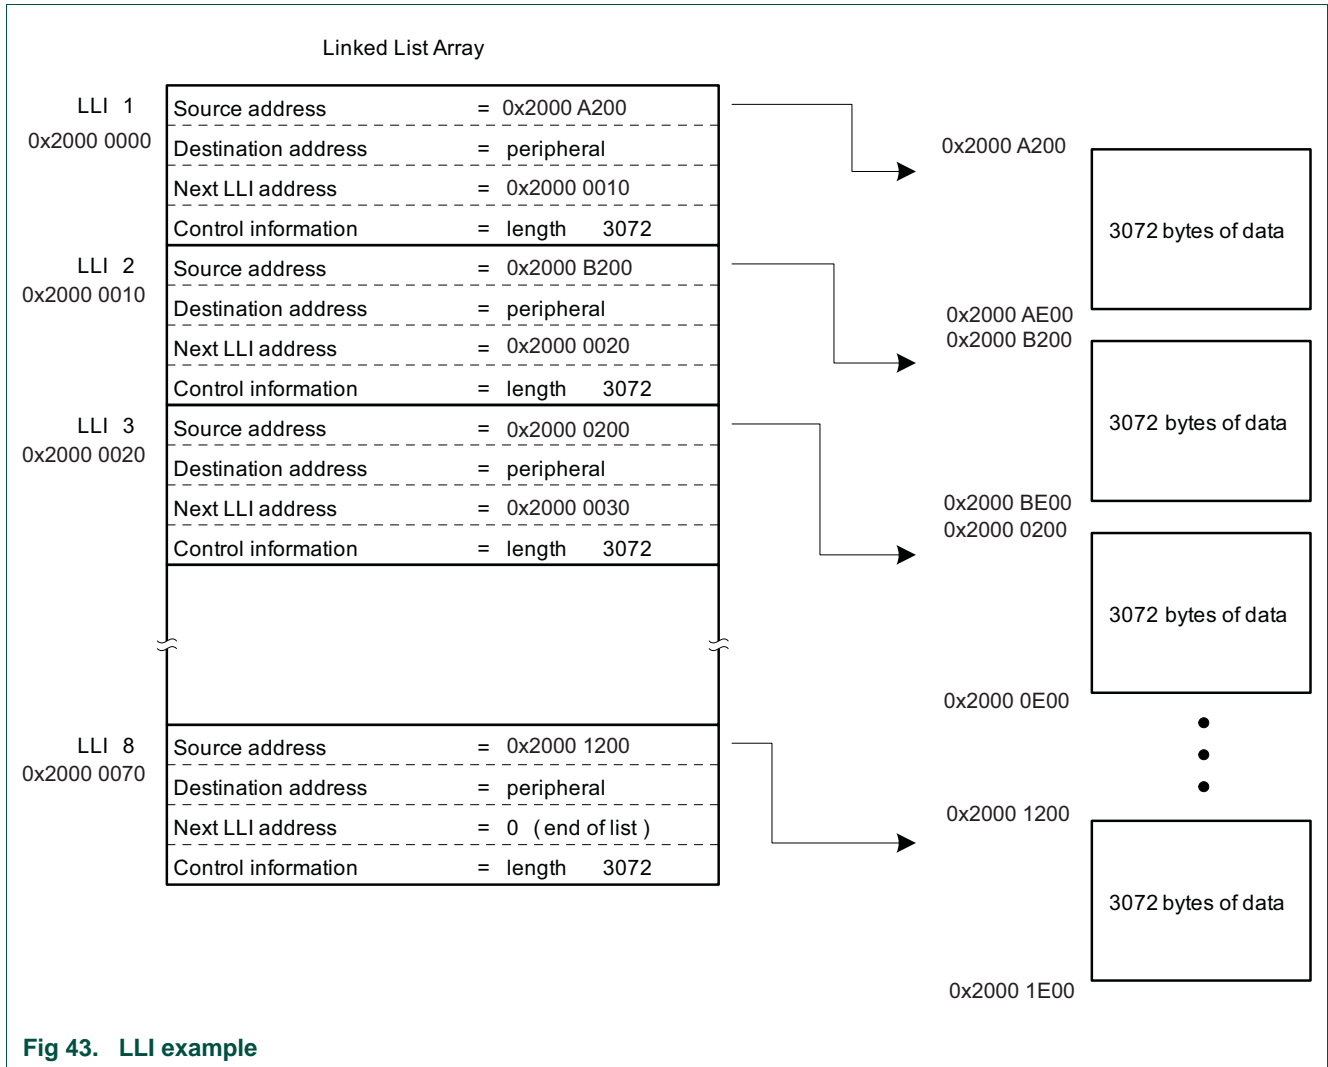 Linked List Array
LLI 1
0x2000 0000
Source address = 0x2000 A200
Destination address = peripheral
Next LLI address = 0x2000 0010
Control information = length 3072
LLI 2
0x2000 0010
Source address = 0x2000 B200
Destination address = peripheral
Next LLI address = 0x2000 0020
Control information = length 3072
LLI 3
0x2000 0020
Source address = 0x2000 0200
Destination address = peripheral
Next LLI address = 0x2000 0030
Control information = length 3072
LLI 8
0x2000 0070
Source address = 0x2000 1200
Destination address = peripheral
Next LLI address = 0 (end of list)
Control information = length 3072
0x2000 A200
3072 bytes of data
0x2000 AE00
0x2000 B200
3072 bytes of data
0x2000 BE00
0x2000 0200
3072 bytes of data
0x2000 0E00
0x2000 1200
3072 bytes of data
0x2000 1E00
Fig 43. LLI example